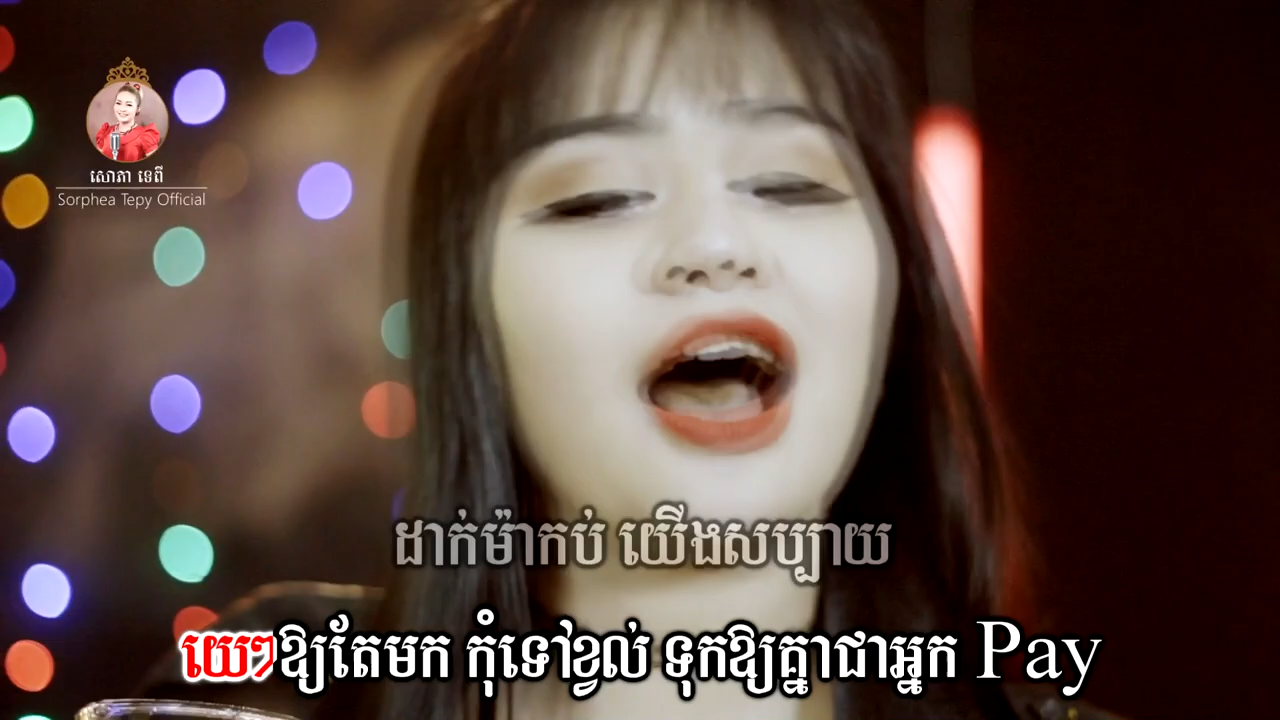 សោភា ទេពី
Sorphea Tepy Official
ដាក់ម៉ាកប់ យើងសប្បាយ
យេៗឱ្យតែមក កុំទៅខ្វល់ ទុកឱ្យគ្នាជាអ្នក Pay